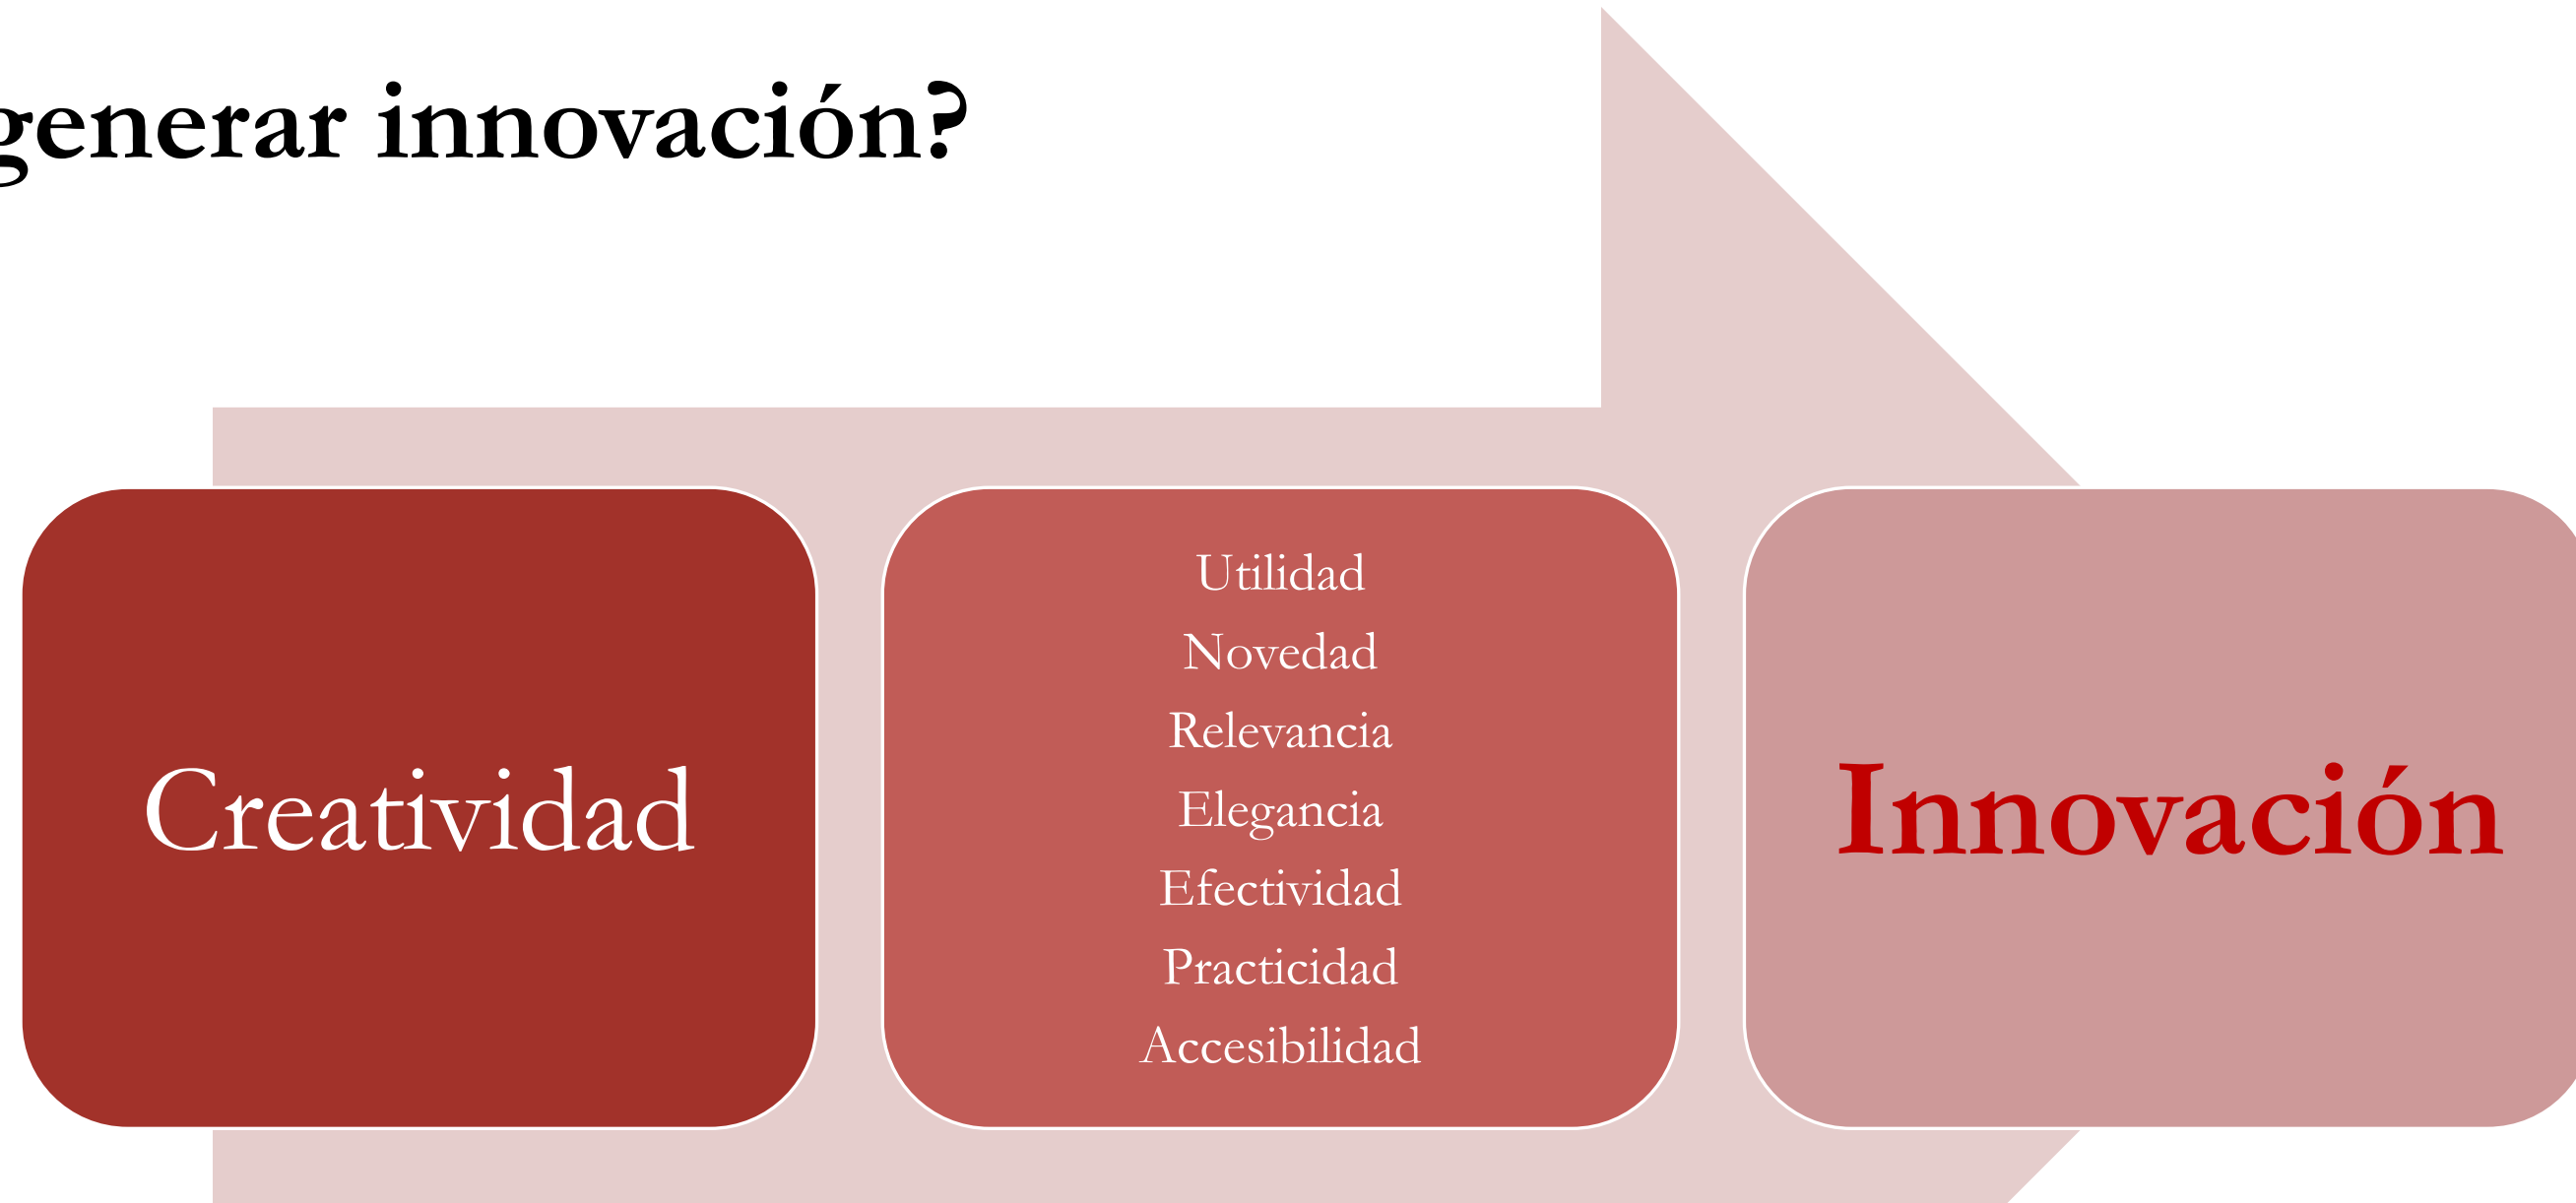 generar innovación?
Creatividad
Utilidad
Novedad
Relevancia
Elegancia
Efectividad
Practicidad
Accesibilidad
Innovación